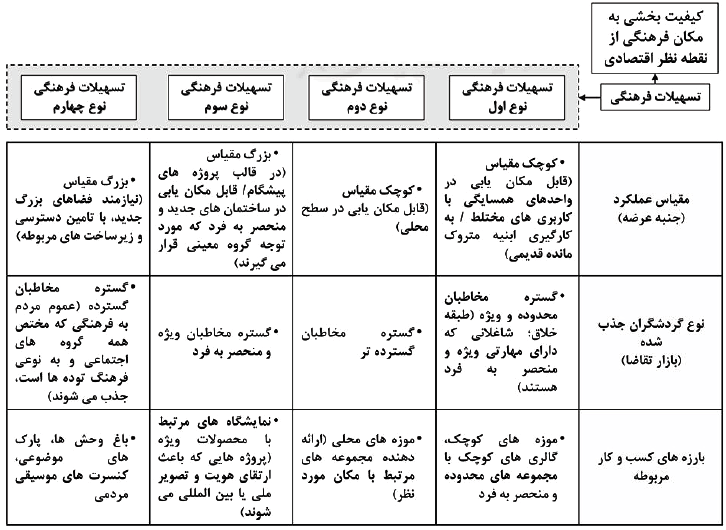 کیفیت بخشی به
مکان فرهنگی از
نقطه نظر اقتصادی
تسهیلات فرهنگی
تسهیلات فرهنگی
نوع اول
تسهیلات فرهنگی
نوع دوم
تسهیلات فرهنگی
نوع سوم
تسهیلات فرهنگی
نوع چهارم
مقیاس عملکرد
(جنبه عرضه)
•کوچک مقیاس
(قابل مکان یابی در
واحدهای همسایگی با
کاربری های مختلط / به
کارگیری ابنیه متروک
مانده قدیمی)
•کوچک مقیاس
(قابل مکان یابی در سطح
محلی)
•بزرگ مقیاس
(در قالب پروژه های
پیشگام/ قابل مکان یابی
در ساختمان های جدید و
منحصر به فرد که مورد
توجه گروه معینی قرار
می گیرند)
•بزرگ مقیاس
(نیازمند فضاهای بزرگ
جدید، با تامین دسترسی
و زیرساخت های مربوطه)
نوع گردشگران جذب
شده
(بازار تقاضا)
•گستره مخاطبان
محدوده و ویژه (طبقه
خلاق؛ شاغلانی که
دارای مهارتی ویژه و
منحصر به فرد
هستند)
•گستره مخاطبان
گسترده تر
•گستره مخاطبان ویژه
و منحصر به فرد
•گستره مخاطبان
گسترده (عموم مردم
به فرهنگی که مختص
همه گروه های
اجتماعی و به نوعی
فرهنگ توده ها است،
جذب می شوند)
بارزه های کسب و کار
مربوطه
•موزه های کوچک،
گالری های کوچک با
مجموعه های محدوده
و منحصر به فرد
•موزه های محلی (ارائه
دهنده مجموعه های
مرتبط با مکان مورد
نظر)
•نمایشگاه های مرتبط
با محصولات ویژه
(پروژه هایی که باعث
ارتقای هویت و تصویر
ملی یا بین المللی می
شوند)
•باغ وحش ها، پارک
های موضوعی،
کنسرت های موسیقی
مردمی